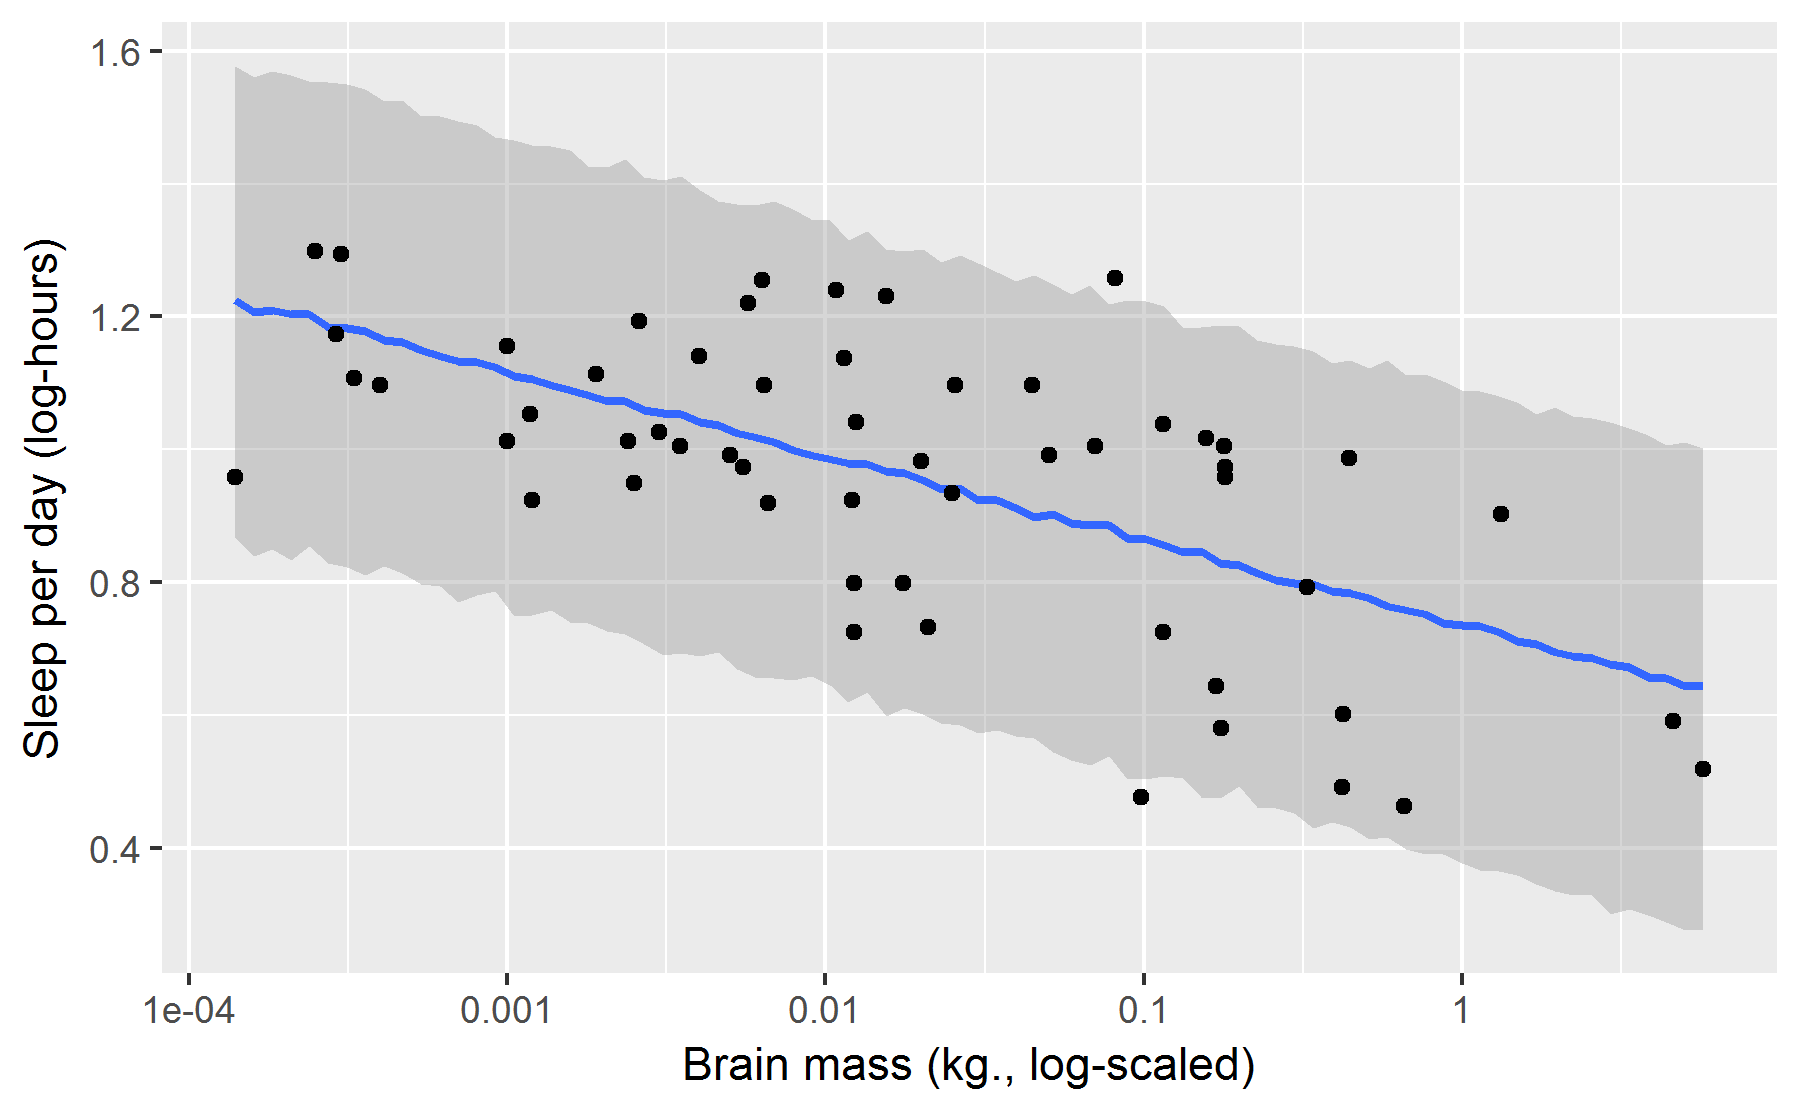 Sleep per day (log-hours)
1.6
1.2
0.8
0.4
1e-04
0.001
0.01
0.1
1
Brain mass (kg., log-scaled)